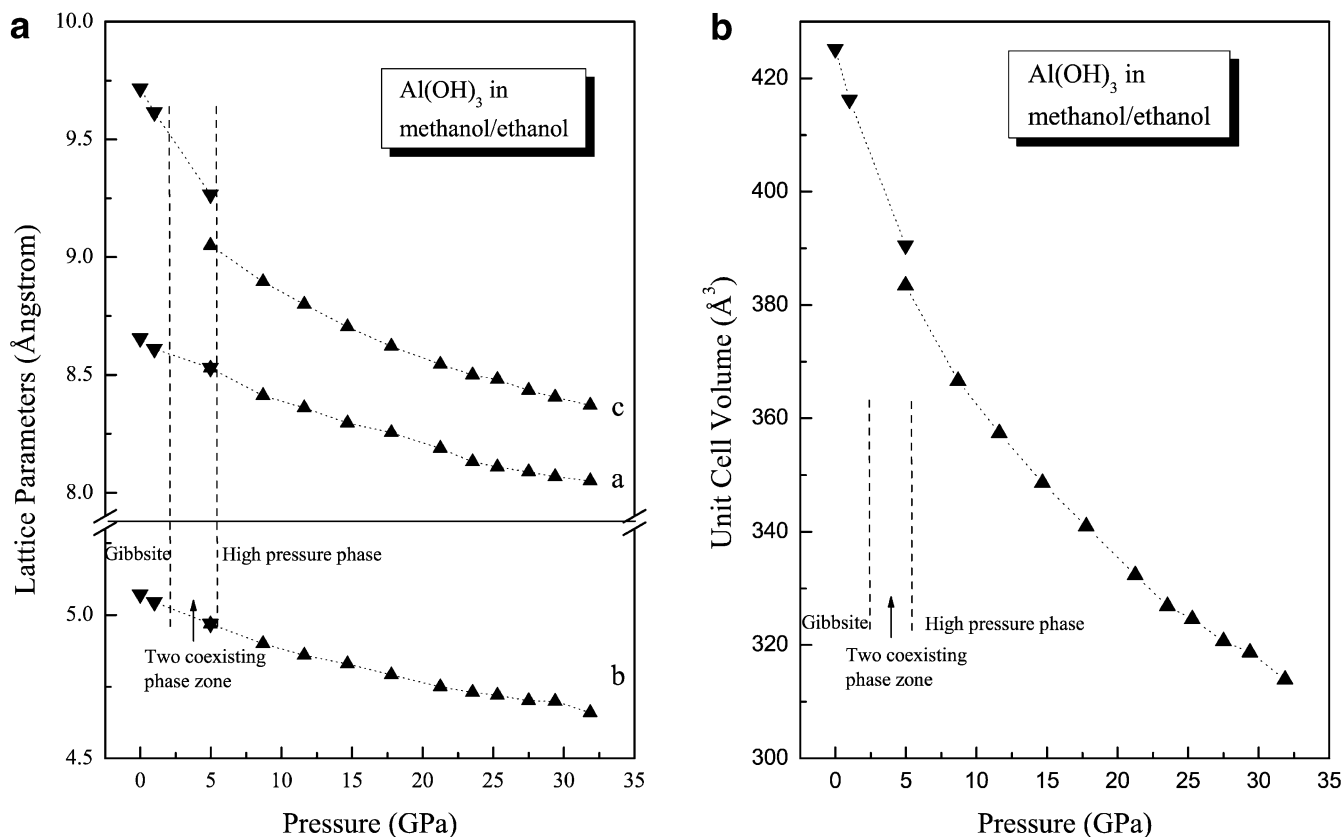 a
Al(OH)₃ in
methanol/ethanol
Lattice Parameters (Ångstrom)
10.0
9.5
9.0
8.5
8.0
5.0
4.5
c
a
b
Gibbsite
High pressure phase
Two coexisting
phase zone
0 5 10 15 20 25 30 35
Pressure (GPa)
b
Al(OH)₃ in
methanol/ethanol
Unit Cell Volume (Å³)
420
400
380
360
340
320
300
Gibbsite
High pressure phase
Two coexisting
phase zone
0 5 10 15 20 25 30 35
Pressure (GPa)